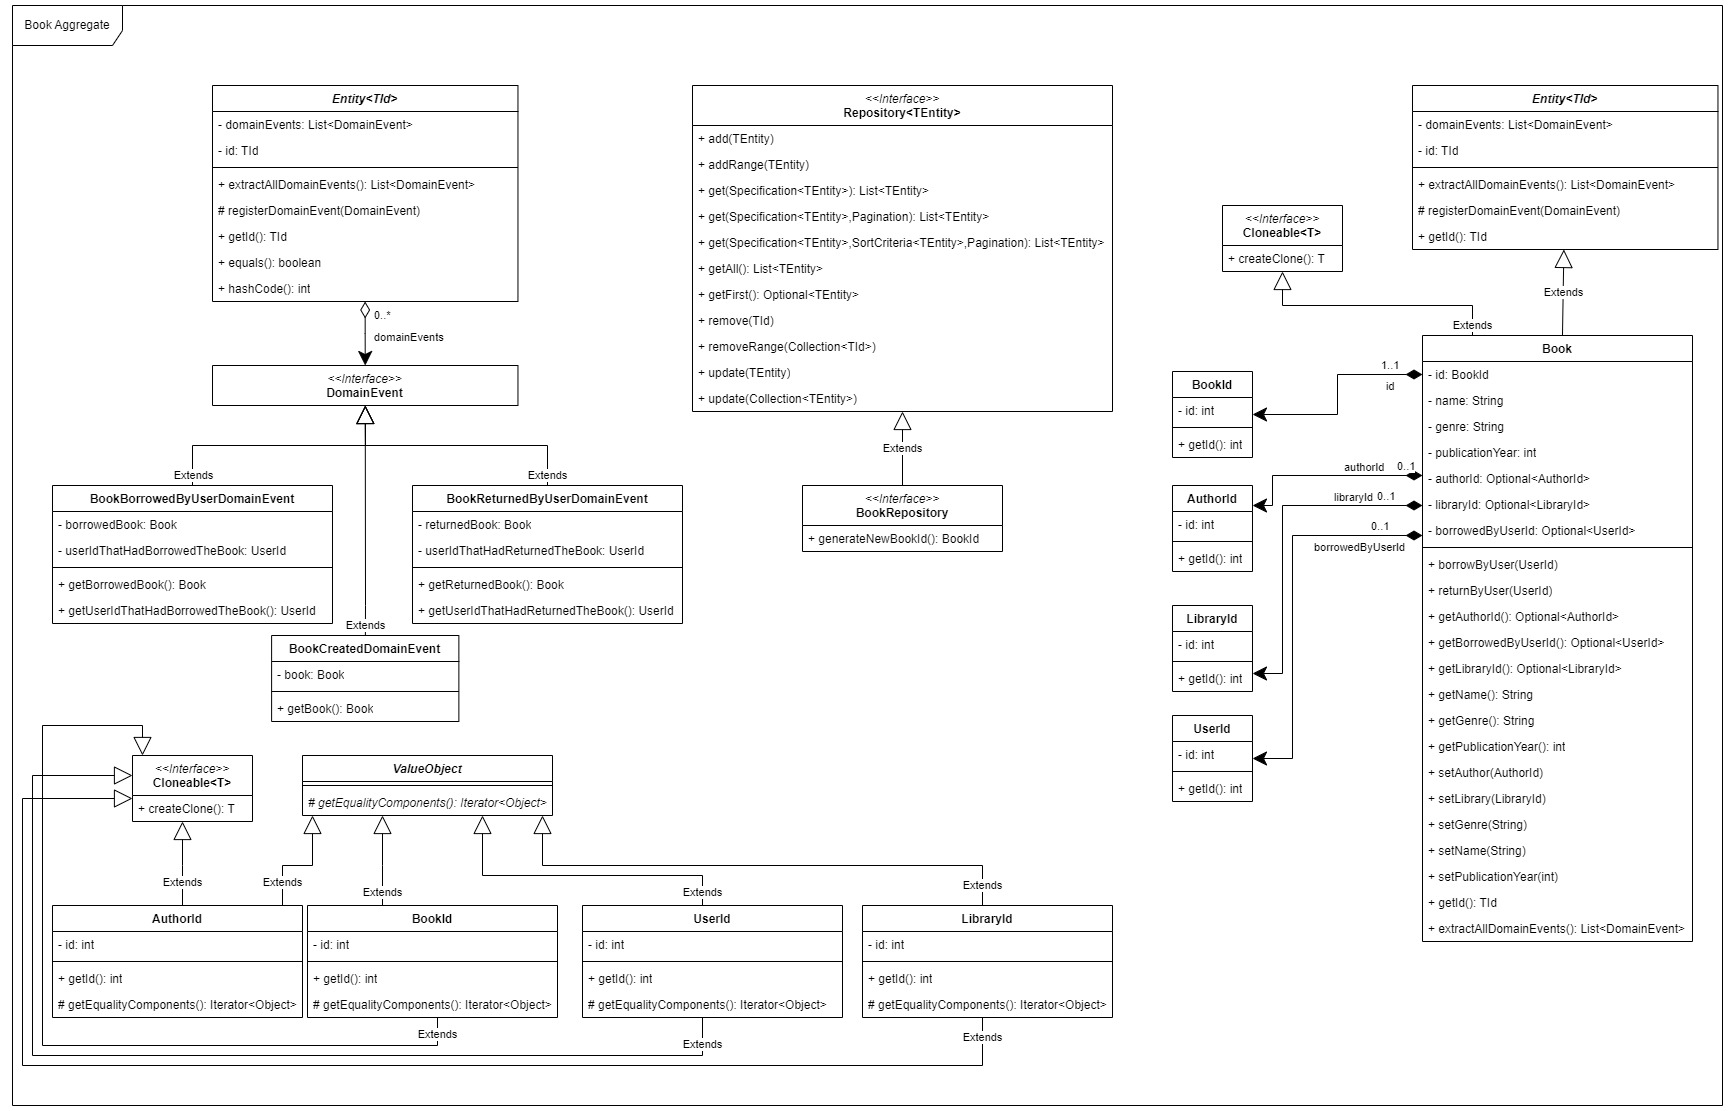 Book Aggregate
Entity<TId>
- domainEvents: List<DomainEvent>
- id: TId
+ extractAllDomainEvents(): List<DomainEvent>
# registerDomainEvent(DomainEvent)
+ getId(): TId
+ equals(): boolean
+ hashCode(): int
0..*
domainEvents
<<Interface>>
DomainEvent
Extends
Extends
BookBorrowedByUserDomainEvent
- borrowedBook: Book
- userIdThatHadBorrowedTheBook: UserId
+ getBorrowedBook(): Book
+ getUserIdThatHadBorrowedTheBook(): UserId
BookReturnedByUserDomainEvent
- returnedBook: Book
- userIdThatHadReturnedTheBook: UserId
+ getReturnedBook(): Book
+ getUserIdThatHadReturnedTheBook(): UserId
Extends
BookCreatedDomainEvent
- book: Book
+ getBook(): Book
<<Interface>>
Repository<TEntity>
+ add(TEntity)
+ addRange(TEntity)
+ get(Specification<TEntity>): List<TEntity>
+ get(Specification<TEntity>,Pagination): List<TEntity>
+ get(Specification<TEntity>,SortCriteria<TEntity>,Pagination): List<TEntity>
+ getAll(): List<TEntity>
+ getFirst(): Optional<TEntity>
+ remove(TId)
+ removeRange(Collection<TId>)
+ update(TEntity)
+ update(Collection<TEntity>)
Extends
<<Interface>>
BookRepository
+ generateNewBookId(): BookId
<<Interface>>
Cloneable<T>
+ createClone(): T
Entity<TId>
- domainEvents: List<DomainEvent>
- id: TId
+ extractAllDomainEvents(): List<DomainEvent>
# registerDomainEvent(DomainEvent)
+ getId(): TId
Extends
Extends
Book
- id: BookId
- name: String
- genre: String
- publicationYear: int
- authorId: Optional<AuthorId>
- libraryId: Optional<LibraryId>
- borrowedByUserId: Optional<UserId>
+ borrowByUser(UserId)
+ returnByUser(UserId)
+ getAuthorId(): Optional<AuthorId>
+ getBorrowedByUserId(): Optional<UserId>
+ getLibraryId(): Optional<LibraryId>
+ getName(): String
+ getGenre(): String
+ getPublicationYear(): int
+ setAuthor(AuthorId)
+ setLibrary(LibraryId)
+ setGenre(String)
+ setName(String)
+ setPublicationYear(int)
+ getId(): TId
+ extractAllDomainEvents(): List<DomainEvent>
1..1
id
authorId 0..1
libraryId 0..1
0..1
borrowedByUserId
BookId
- id: int
+ getId(): int
AuthorId
- id: int
+ getId(): int
LibraryId
- id: int
+ getId(): int
UserId
- id: int
+ getId(): int
<<Interface>>
Cloneable<T>
+ createClone(): T
ValueObject
# getEqualityComponents(): Iterator<Object>
Extends
Extends
Extends
Extends
Extends
AuthorId
- id: int
+ getId(): int
# getEqualityComponents(): Iterator<Object>
BookId
- id: int
+ getId(): int
# getEqualityComponents(): Iterator<Object>
UserId
- id: int
+ getId(): int
# getEqualityComponents(): Iterator<Object>
LibraryId
- id: int
+ getId(): int
# getEqualityComponents(): Iterator<Object>
Extends
Extends
Extends